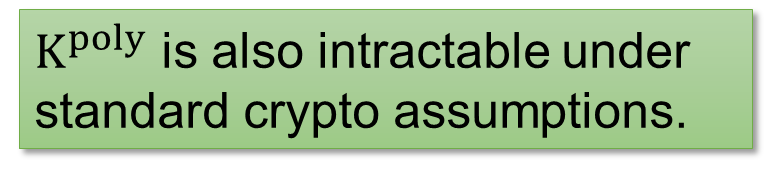 K^poly is also intractable under
standard crypto assumptions.